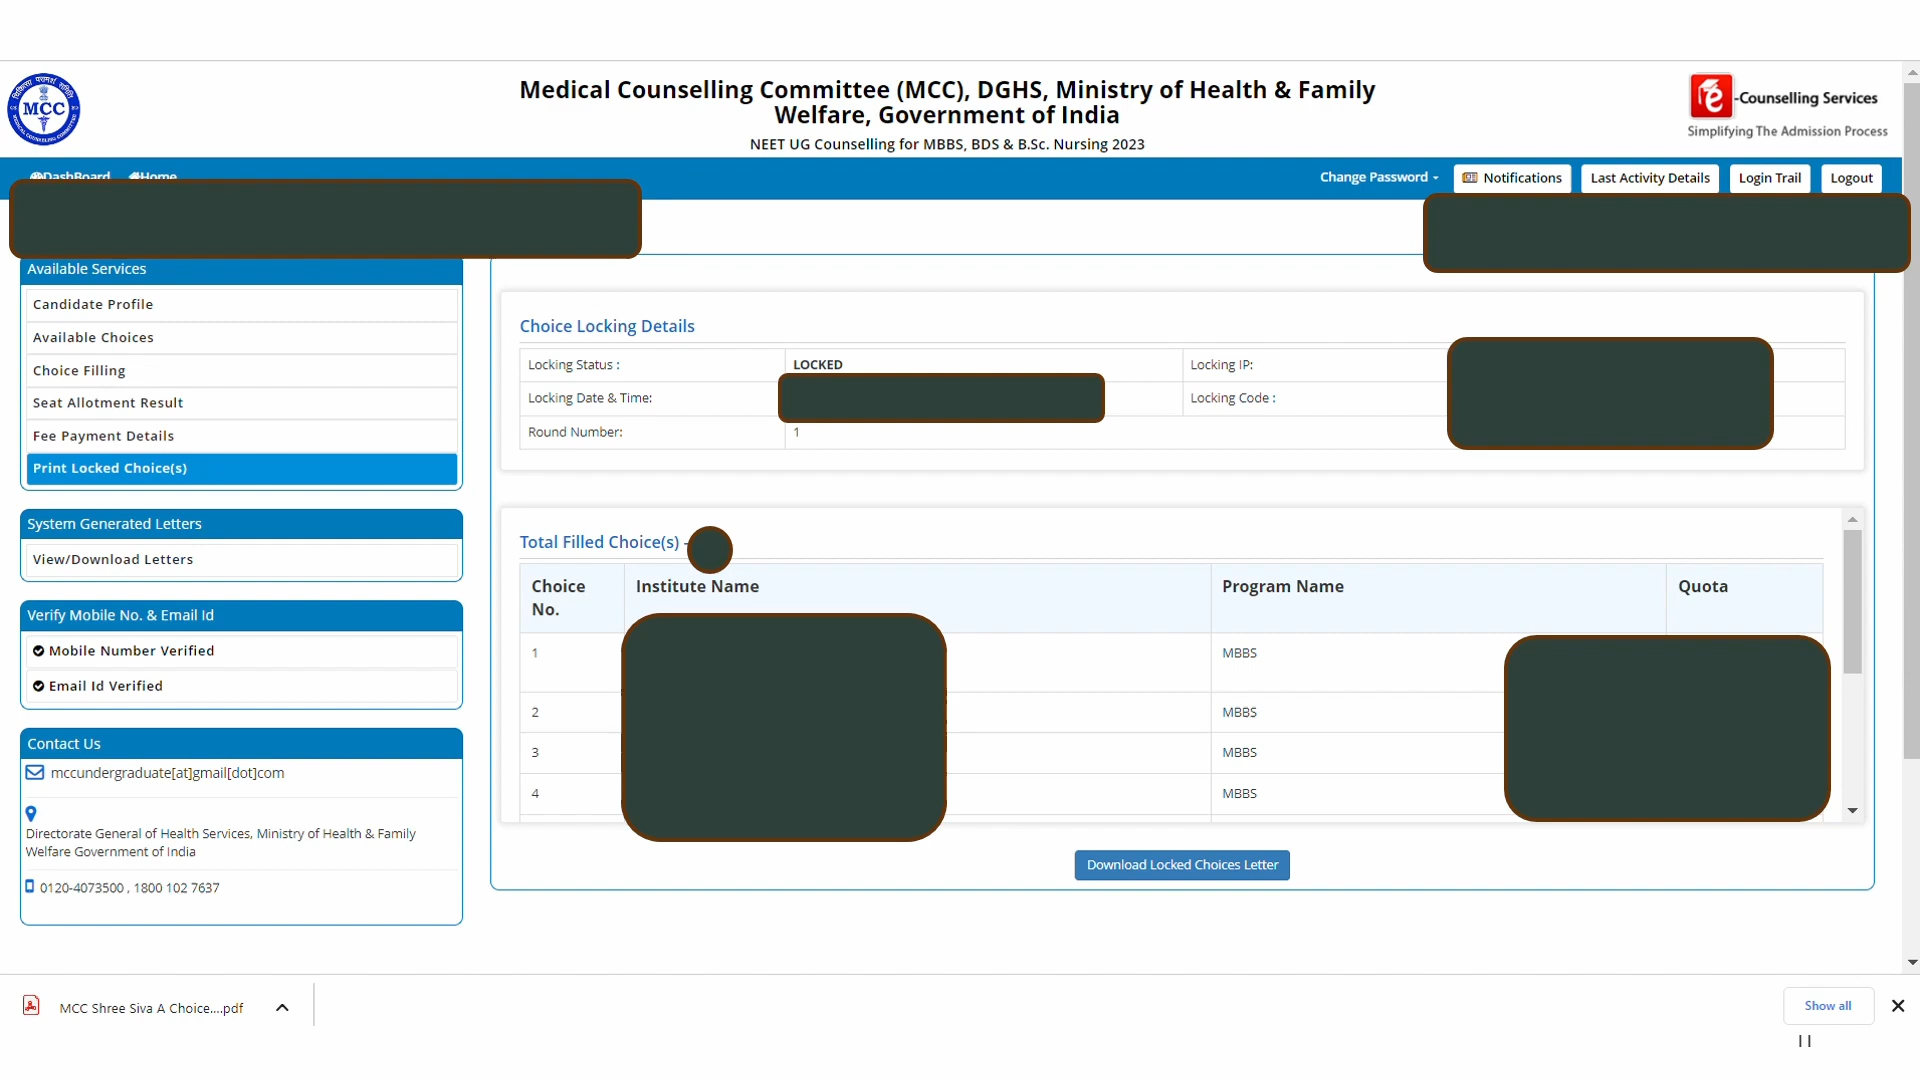 Medical Counselling Committee (MCC), DGHS, Ministry of Health & Family
Welfare, Government of India
NEET UG Counselling for MBBS, BDS & B.Sc. Nursing 2023
MCC
e-Counselling Services
Simplifying The Admission Process
DashBoard Home
Change Password Notifications Last Activity Details Login Trail Logout
Available Services
Candidate Profile
Available Choices
Choice Filling
Seat Allotment Result
Fee Payment Details
Print Locked Choice(s)
System Generated Letters
View/Download Letters
Verify Mobile No. & Email Id
Mobile Number Verified
Email Id Verified
Contact Us
mccundergraduate[at]gmail[dot]com
Directorate General of Health Services, Ministry of Health & Family
Welfare Government of India
0120-4073500 , 1800 102 7637
Choice Locking Details
Locking Status : LOCKED Locking IP:
Locking Date & Time: Locking Code :
Round Number: 1
Total Filled Choice(s) -
Choice No. Institute Name Program Name Quota
1 MBBS
2 MBBS
3 MBBS
4 MBBS
Download Locked Choices Letter
MCC Shree Siva A Choice....pdf
Show all